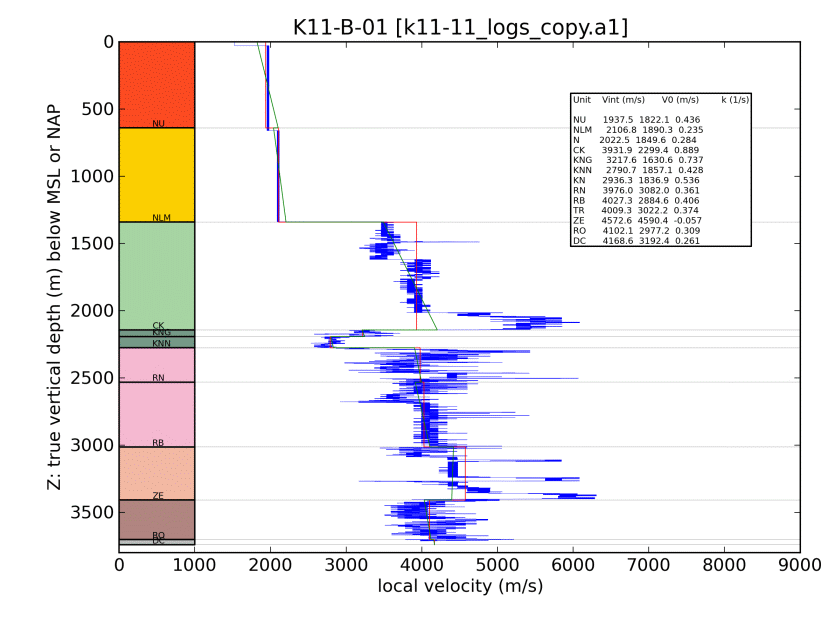 K11-B-01 [k11-11_logs_copy.a1]
0
500
1000
1500
2000
2500
3000
3500
Z: true vertical depth (m) below MSL or NAP
NU
NLM
CK
KNG
KNN
RN
RB
ZE
RO
DC
Unit Vint (m/s) V0 (m/s) k (1/s)
NU 1937.5 1822.1 0.436
NLM 2106.8 1890.3 0.235
N 2022.5 1849.6 0.284
CK 3931.9 2299.4 0.889
KNG 3217.6 1630.6 0.737
KNN 2790.7 1857.1 0.428
KN 2936.3 1836.9 0.536
RN 3976.0 3082.0 0.361
RB 4027.3 2884.6 0.406
TR 4009.3 3022.2 0.374
ZE 4572.6 4590.4 -0.057
RO 4102.1 2977.2 0.309
DC 4168.6 3192.4 0.261
0 1000 2000 3000 4000 5000 6000 7000 8000 9000
local velocity (m/s)